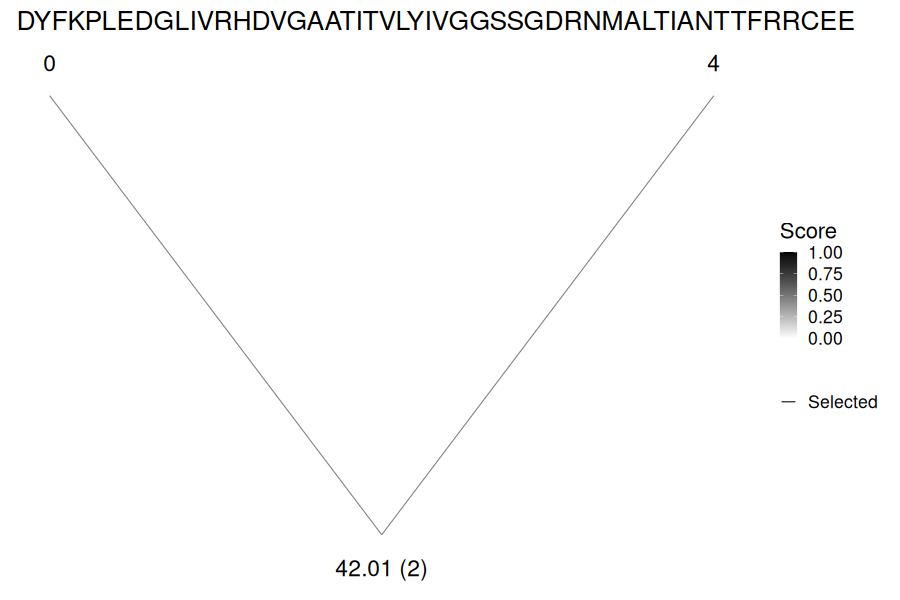 DYFKPLEDGLIVRHDVGAATITVLYIVGGSSGDRNMALTIANTTFRRCEE
0 4
Score
1.00
0.75
0.50
0.25
0.00
Selected
42.01 (2)